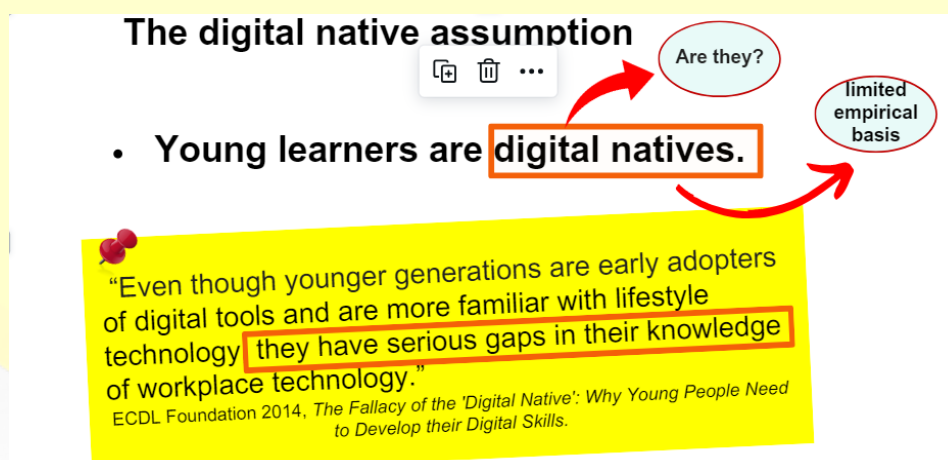 The digital native assumption
Are they?
limited
empirical
basis
• Young learners are digital natives.
“Even though younger generations are early adopters
of digital tools and are more familiar with lifestyle
technology they have serious gaps in their knowledge
of workplace technology.”
ECDL Foundation 2014, The Fallacy of the 'Digital Native': Why Young People Need
to Develop their Digital Skills.